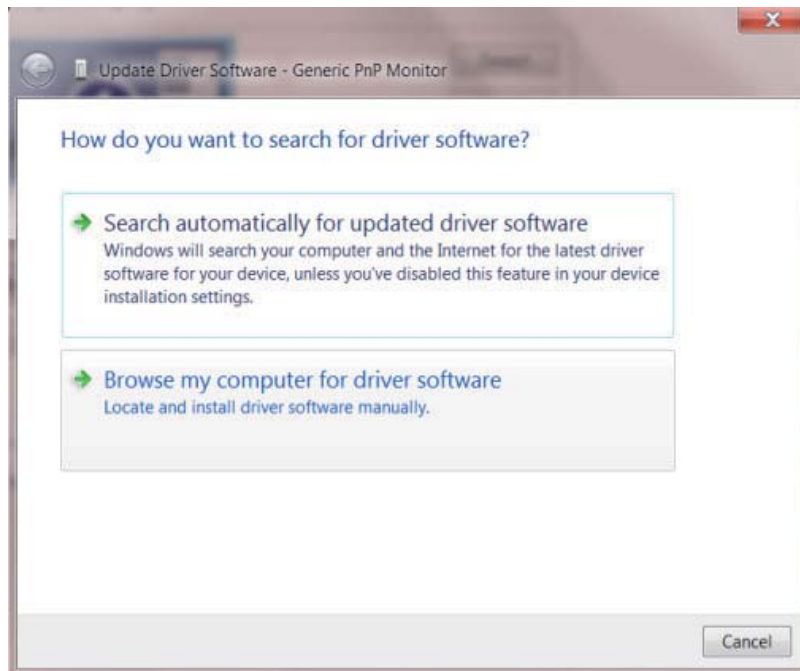 Update Driver Software - Generic PnP Monitor
How do you want to search for driver software?
Search automatically for updated driver software
Windows will search your computer and the Internet for the latest driver
software for your device, unless you've disabled this feature in your device
installation settings.
Browse my computer for driver software
Locate and install driver software manually.
Cancel